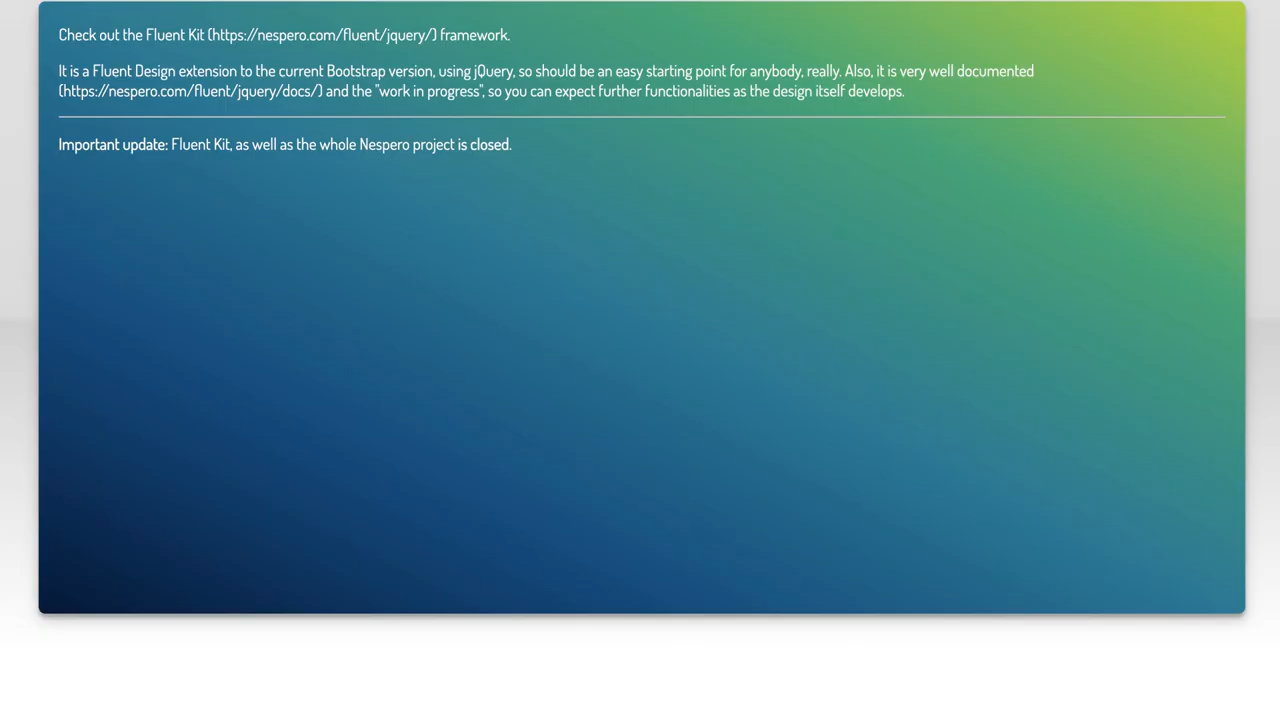 Check out the Fluent Kit (https://nespero.com/fluent/jquery/) framework.
It is a Fluent Design extension to the current Bootstrap version, using jQuery, so should be an easy starting point for anybody, really. Also, it is very well documented
(https://nespero.com/fluent/jquery/docs/) and the "work in progress", so you can expect further functionalities as the design itself develops.
Important update: Fluent Kit, as well as the whole Nespero project is closed.